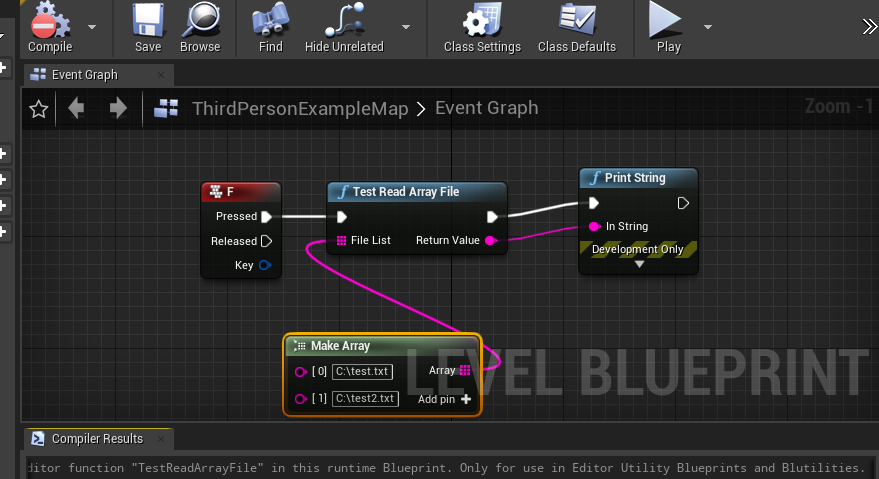 Compile
Save
Browse
Find
Hide Unrelated
Class Settings
Class Defaults
Play
Event Graph
ThirdPersonExampleMap > Event Graph
Zoom -1
F
Pressed
Released
Key
Test Read Array File
File List
Return Value
Print String
In String
Development Only
Make Array
[ 0] C:\test.txt
Array
[ 1] C:\test2.txt
Add pin
LEVEL BLUEPRINT
Compiler Results
ditor function "TestReadArrayFile" in this runtime Blueprint. Only for use in Editor Utility Blueprints and Blutilities.